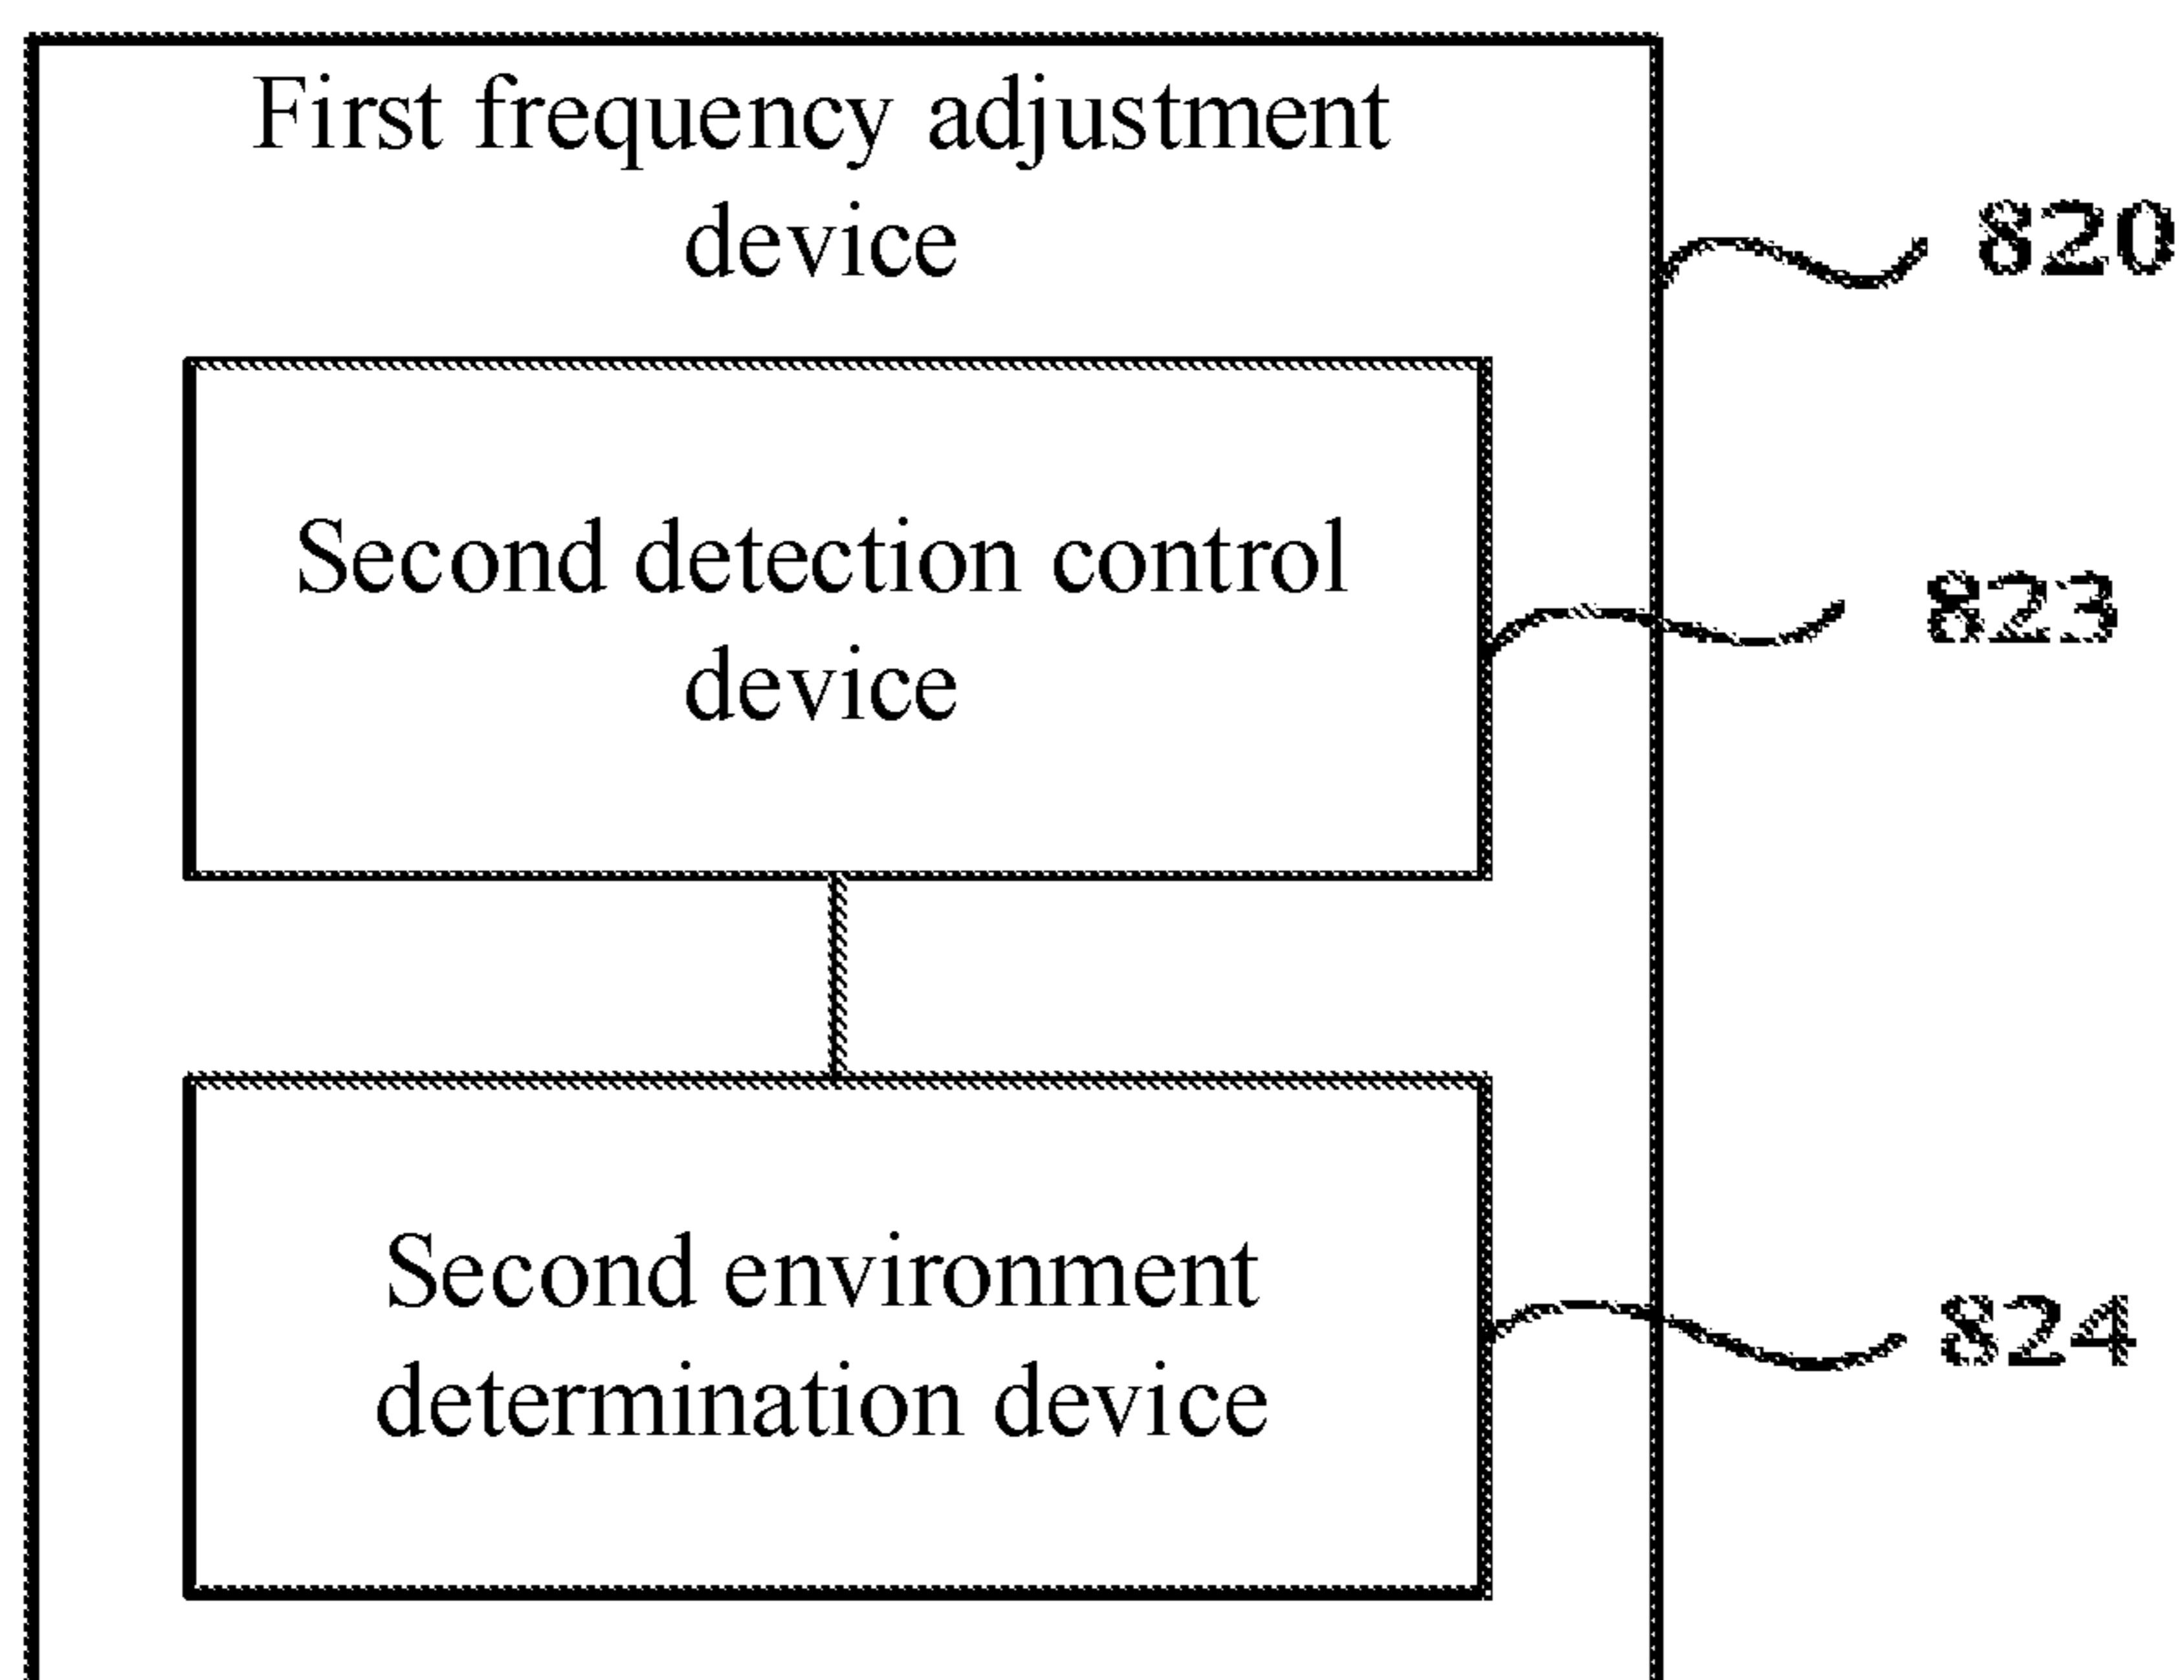 First frequency adjustment
device
820
Second detection control
device
823
Second environment
determination device
824